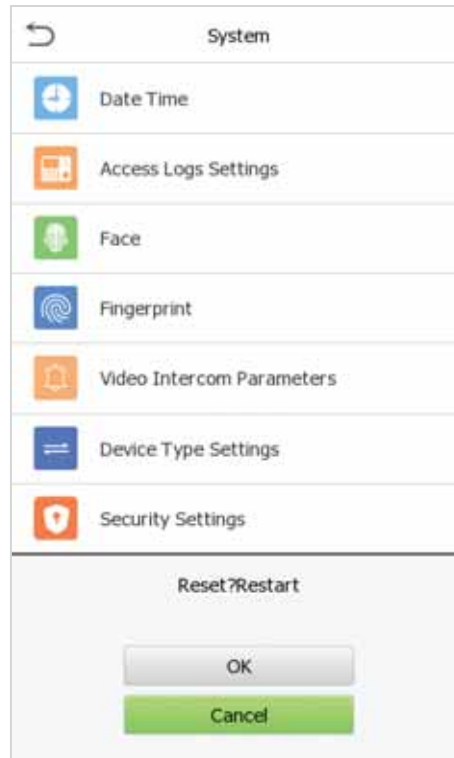 System
Date Time
Access Logs Settings
Face
Fingerprint
Video Intercom Parameters
Device Type Settings
Security Settings
Reset?Restart
OK
Cancel